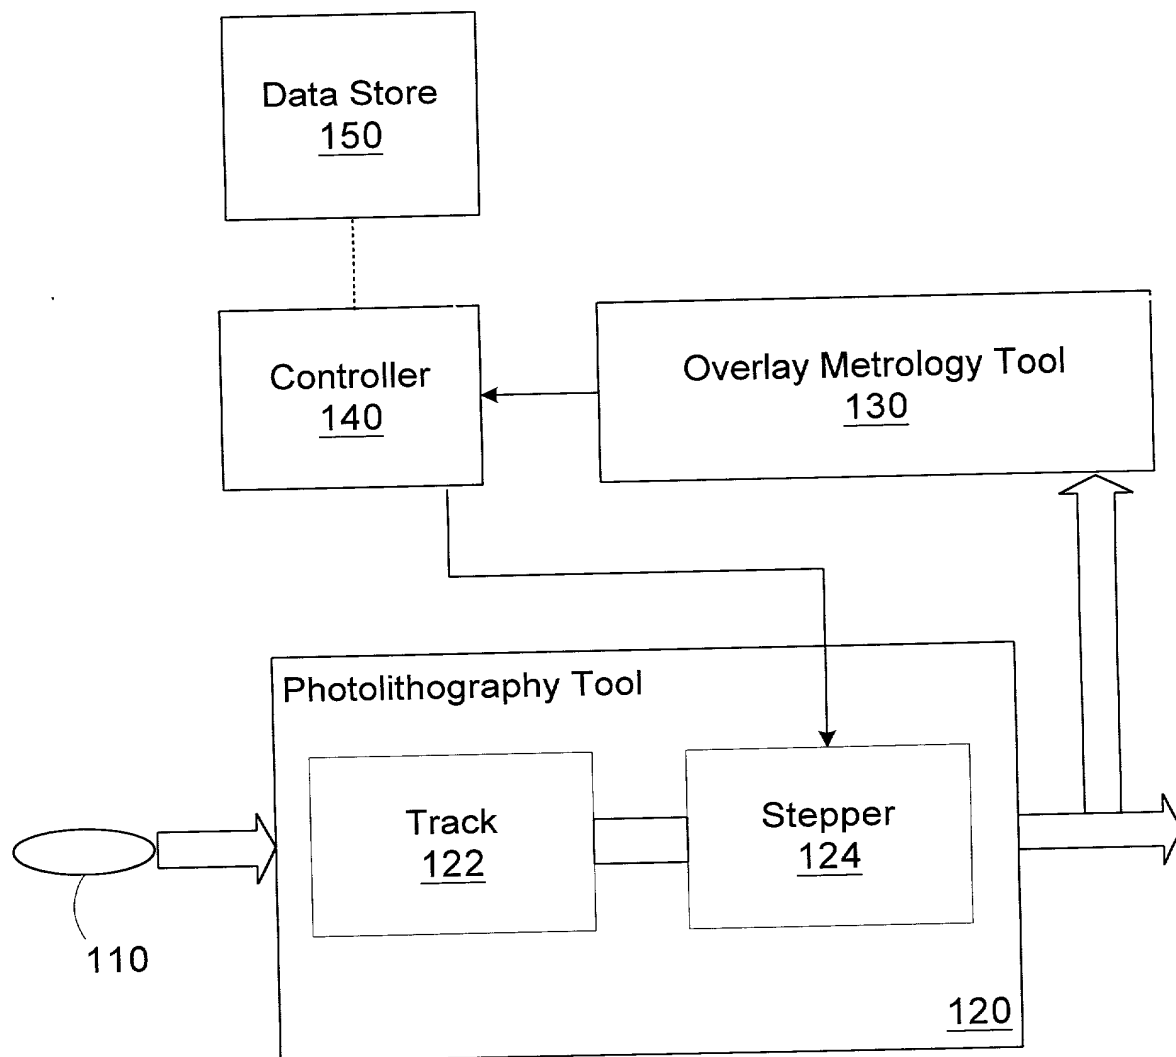 Data Store
150
Controller
140
Overlay Metrology Tool
130
Photolithography Tool
Track
122
Stepper
124
110
120